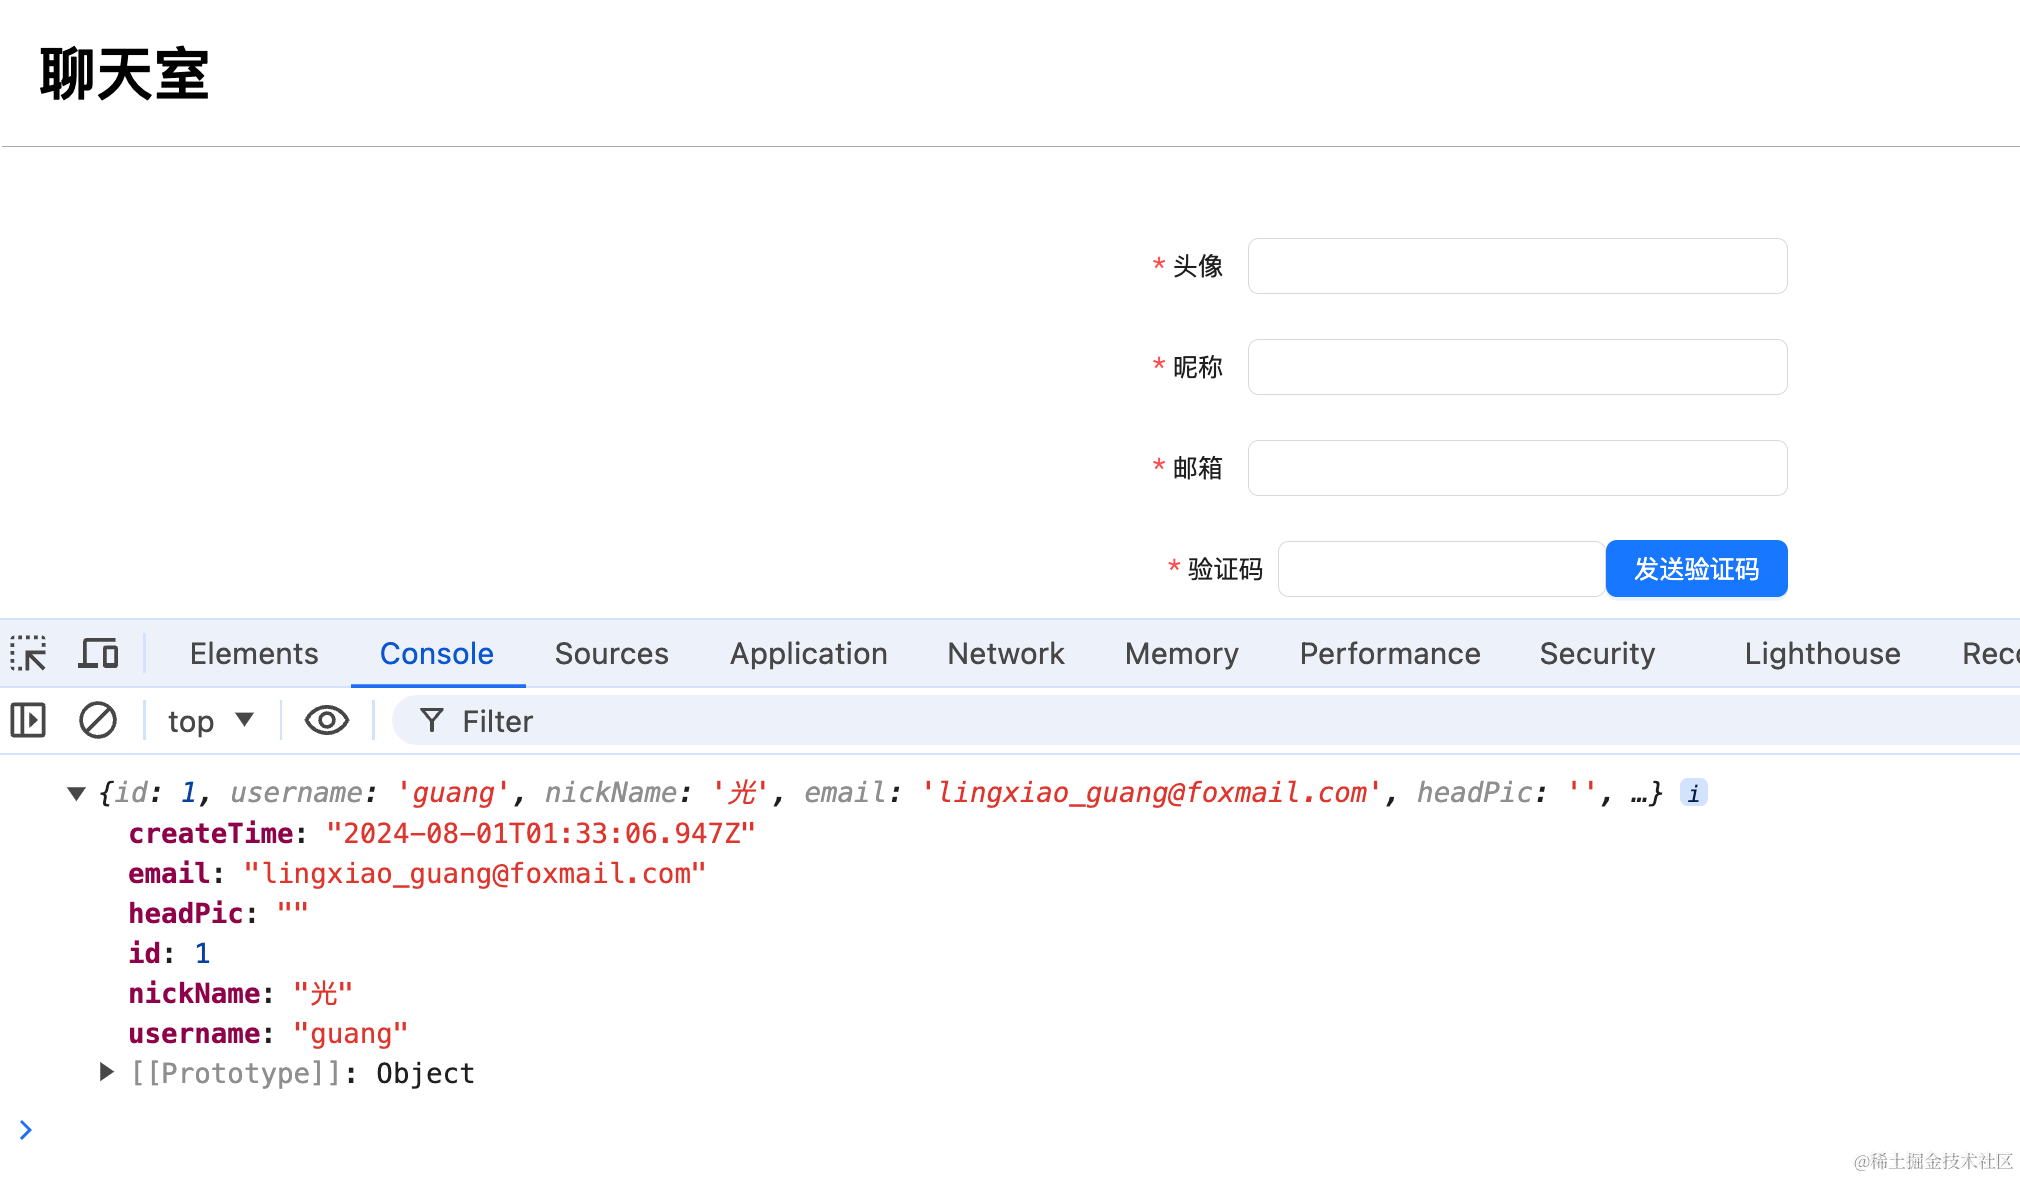 聊天室
* 头像
* 昵称
* 邮箱
* 验证码 发送验证码
Elements Console Sources Application Network Memory Performance Security Lighthouse Reco
top Filter
{id: 1, username: 'guang', nickName: '光', email: 'lingxiao_guang@foxmail.com', headPic: '', …} i
createTime: "2024-08-01T01:33:06.947Z"
email: "lingxiao_guang@foxmail.com"
headPic: ""
id: 1
nickName: "光"
username: "guang"
[[Prototype]]: Object
@稀土掘金技术社区